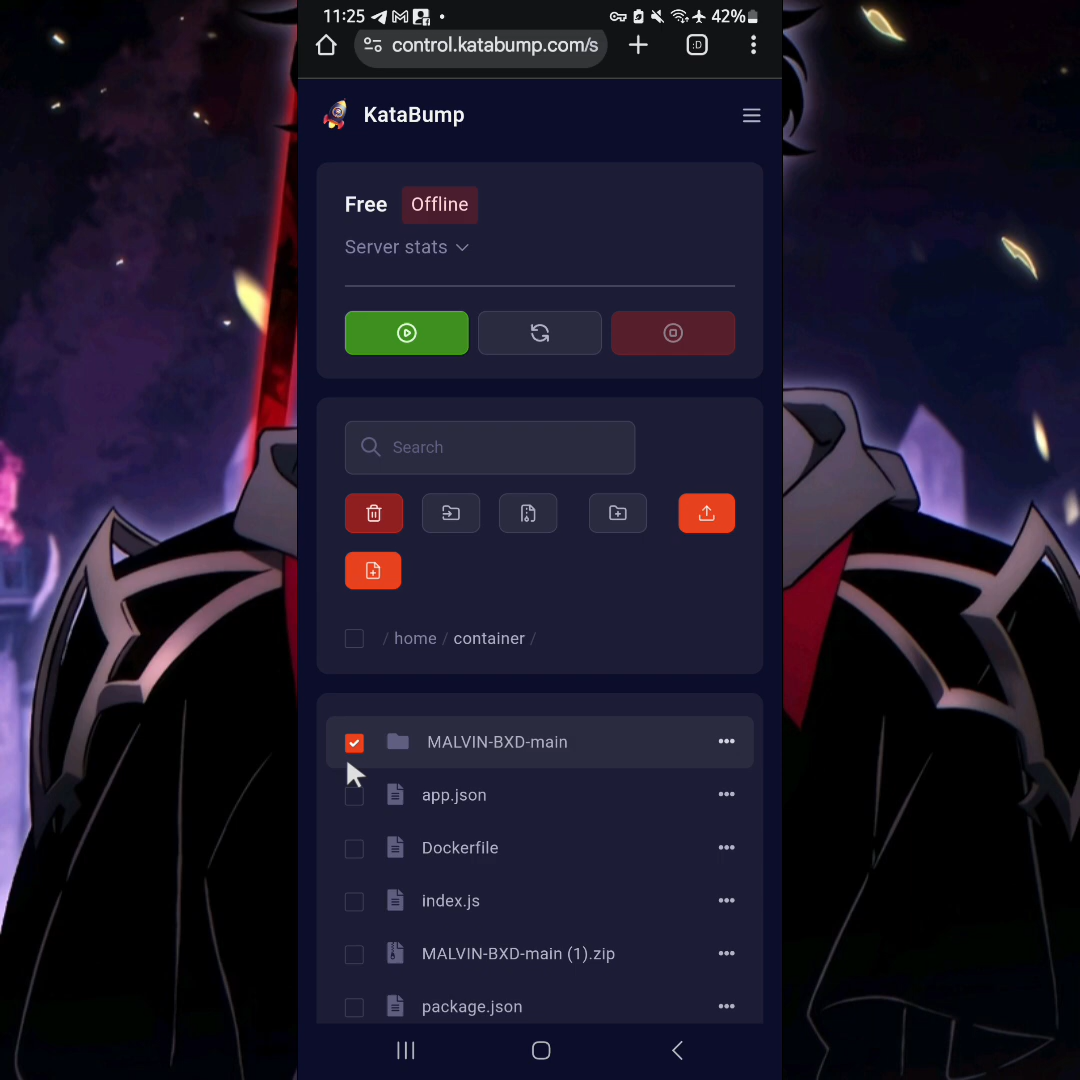 11:25
42%
control.katabump.com/s
:D
KataBump
Free
Offline
Server stats
Search
/ home / container /
MALVIN-BXD-main
app.json
Dockerfile
index.js
MALVIN-BXD-main (1).zip
package.json